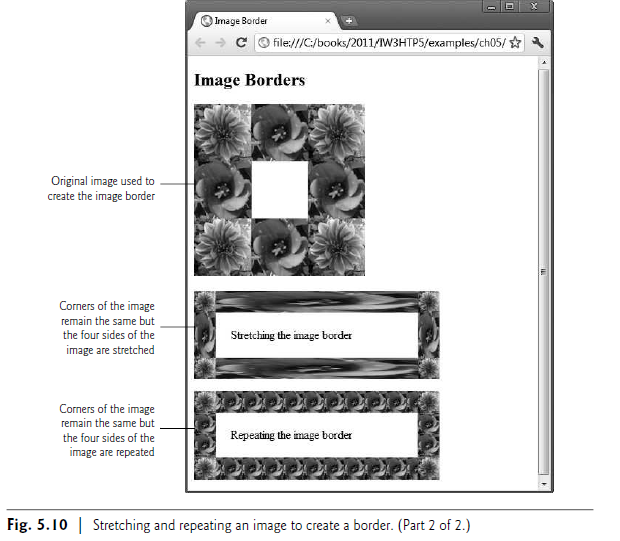 Image Border
file:///C:/books/2011/IW3HTP5/examples/ch05/
Image Borders
Original image used to
create the image border
Corners of the image
remain the same but
the four sides of the
image are stretched
Stretching the image border
Corners of the image
remain the same but
the four sides of the
image are repeated
Repeating the image border
Fig. 5.10 | Stretching and repeating an image to create a border. (Part 2 of 2.)